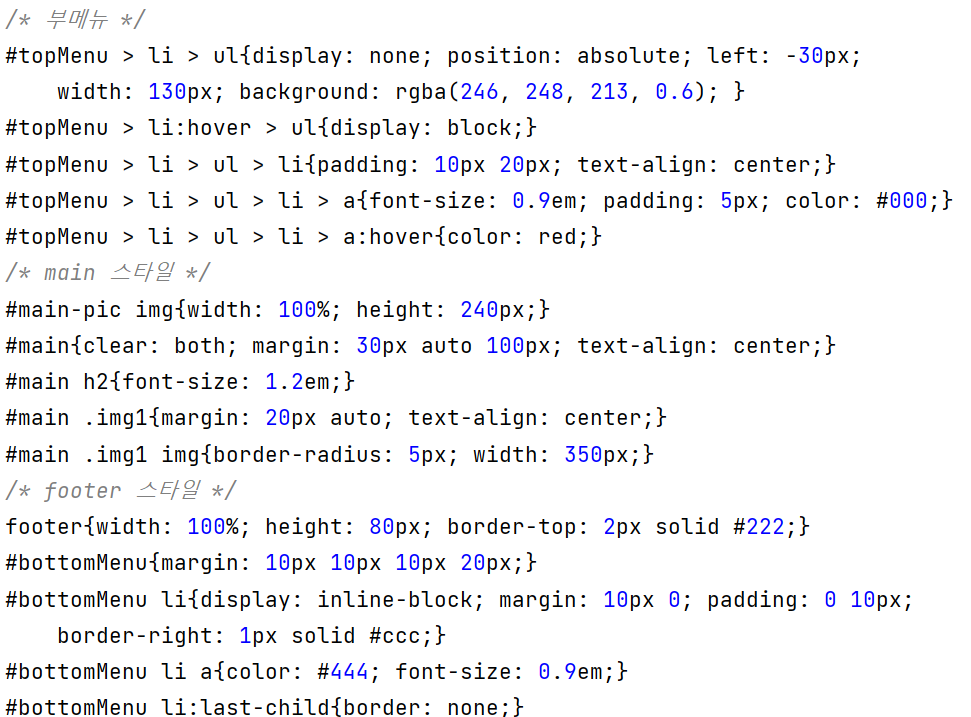 /* 부메뉴 */
#topMenu > li > ul{display: none; position: absolute; left: -30px;
width: 130px; background: rgba(246, 248, 213, 0.6); }
#topMenu > li:hover > ul{display: block;}
#topMenu > li > ul > li{padding: 10px 20px; text-align: center;}
#topMenu > li > ul > li > a{font-size: 0.9em; padding: 5px; color: #000;}
#topMenu > li > ul > li > a:hover{color: red;}
/* main 스타일 */
#main-pic img{width: 100%; height: 240px;}
#main{clear: both; margin: 30px auto 100px; text-align: center;}
#main h2{font-size: 1.2em;}
#main .img1{margin: 20px auto; text-align: center;}
#main .img1 img{border-radius: 5px; width: 350px;}
/* footer 스타일 */
footer{width: 100%; height: 80px; border-top: 2px solid #222;}
#bottomMenu{margin: 10px 10px 10px 20px;}
#bottomMenu li{display: inline-block; margin: 10px 0; padding: 0 10px;
border-right: 1px solid #ccc;}
#bottomMenu li a{color: #444; font-size: 0.9em;}
#bottomMenu li:last-child{border: none;}